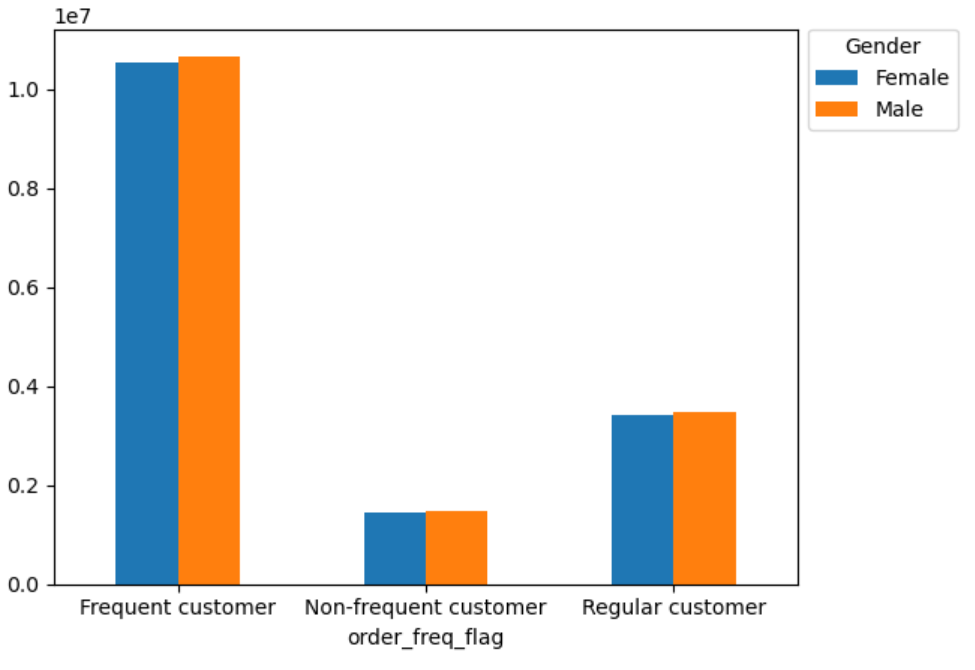 1e7
Gender
Female
Male
1.0
0.8
0.6
0.4
0.2
0.0
Frequent customer
Non-frequent customer
Regular customer
order_freq_flag